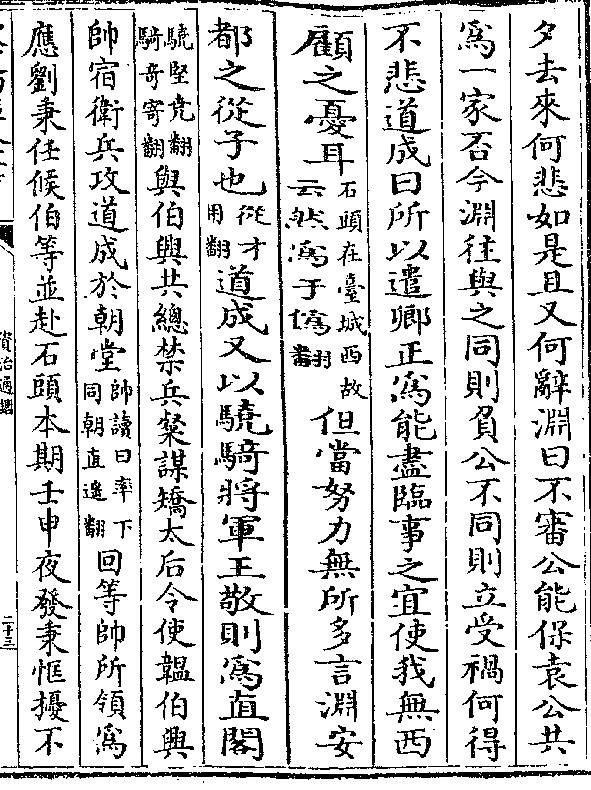 夕去來何悲如是且又何辭淵曰不審公能保袁公共
爲一家否今淵往與之同則負公不同則立受禍何得
不悲道成曰所以遣卿正爲能盡臨事之宜使我無西
顧之憂耳石頭在臺城西故云然爲于僞翻但當努力無所多言淵安
都之從子也從才用翻道成又以驍騎將軍王敬則爲直閤
驍堅堯翻騎奇寄翻與伯興共總禁兵粲謀矯太后令使韞伯興
帥宿衛兵攻道成於朝堂帥讀曰率下同朝直遙翻回等帥所領爲
應劉秉任候伯等並赴石頭本期壬申夜發秉恇擾不
資治通鑑
二十三